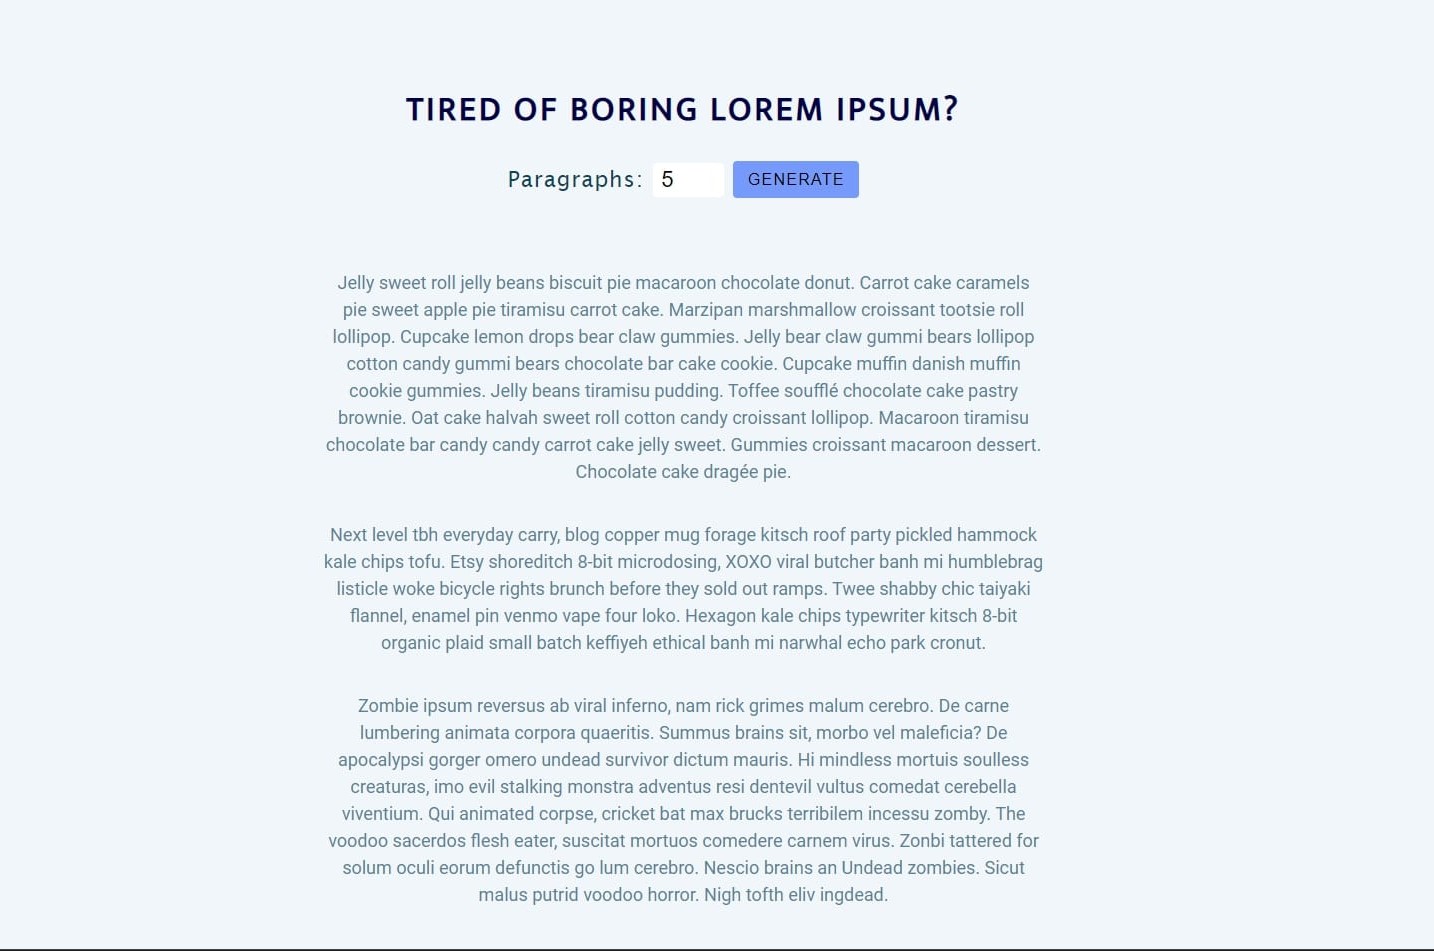 TIRED OF BORING LOREM IPSUM?
Paragraphs: 5 GENERATE
Jelly sweet roll jelly beans biscuit pie macaroon chocolate donut. Carrot cake caramels
pie sweet apple pie tiramisu carrot cake. Marzipan marshmallow croissant tootsie roll
lollipop. Cupcake lemon drops bear claw gummies. Jelly bear claw gummi bears lollipop
cotton candy gummi bears chocolate bar cake cookie. Cupcake muffin danish muffin
cookie gummies. Jelly beans tiramisu pudding. Toffee soufflé chocolate cake pastry
brownie. Oat cake halvah sweet roll cotton candy croissant lollipop. Macaroon tiramisu
chocolate bar candy candy carrot cake jelly sweet. Gummies croissant macaroon dessert.
Chocolate cake dragée pie.
Next level tbh everyday carry, blog copper mug forage kitsch roof party pickled hammock
kale chips tofu. Etsy shoreditch 8-bit microdosing, XOXO viral butcher banh mi humblebrag
listicle woke bicycle rights brunch before they sold out ramps. Twee shabby chic taiyaki
flannel, enamel pin venmo vape four loko. Hexagon kale chips typewriter kitsch 8-bit
organic plaid small batch keffiyeh ethical banh mi narwhal echo park cronut.
Zombie ipsum reversus ab viral inferno, nam rick grimes malum cerebro. De carne
lumbering animata corpora quaeritis. Summus brains sit, morbo vel maleficia? De
apocalypsi gorger omero undead survivor dictum mauris. Hi mindless mortuis soulless
creaturas, imo evil stalking monstra adventus resi dentevil vultus comedat cerebella
viventium. Qui animated corpse, cricket bat max brucks terribilem incessu zomby. The
voodoo sacerdos flesh eater, suscitat mortuos comedere carnem virus. Zonbi tattered for
solum oculi eorum defunctis go lum cerebro. Nescio brains an Undead zombies. Sicut
malus putrid voodoo horror. Nigh tofth eliv ingdead.